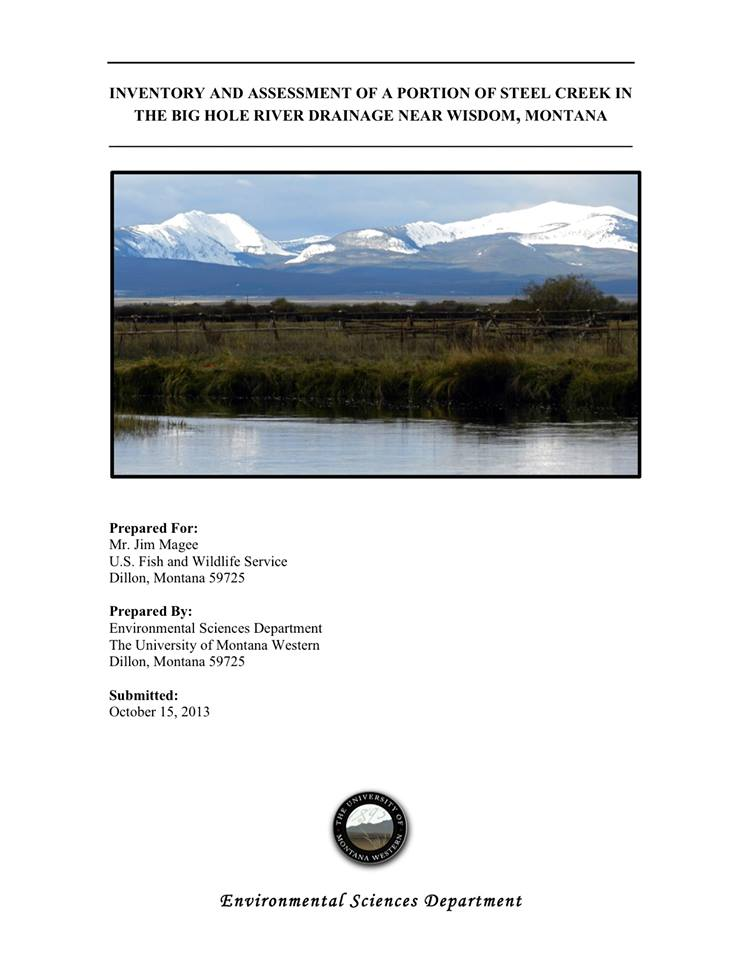 INVENTORY AND ASSESSMENT OF A PORTION OF STEEL CREEK IN
THE BIG HOLE RIVER DRAINAGE NEAR WISDOM, MONTANA
Prepared For:
Mr. Jim Magee
U.S. Fish and Wildlife Service
Dillon, Montana 59725
Prepared By:
Environmental Sciences Department
The University of Montana Western
Dillon, Montana 59725
Submitted:
October 15, 2013
THE UNIVERSITY OF
MONTANA WESTERN
Environmental Sciences Department